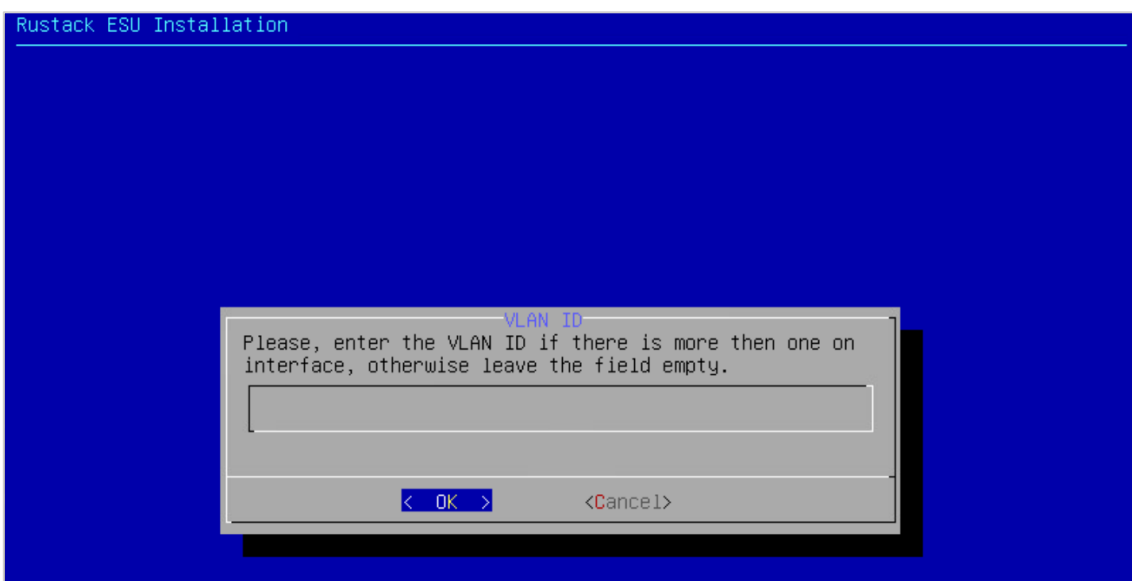 Rustack ESU Installation
VLAN ID
Please, enter the VLAN ID if there is more then one on
interface, otherwise leave the field empty.
< OK > <Cancel>